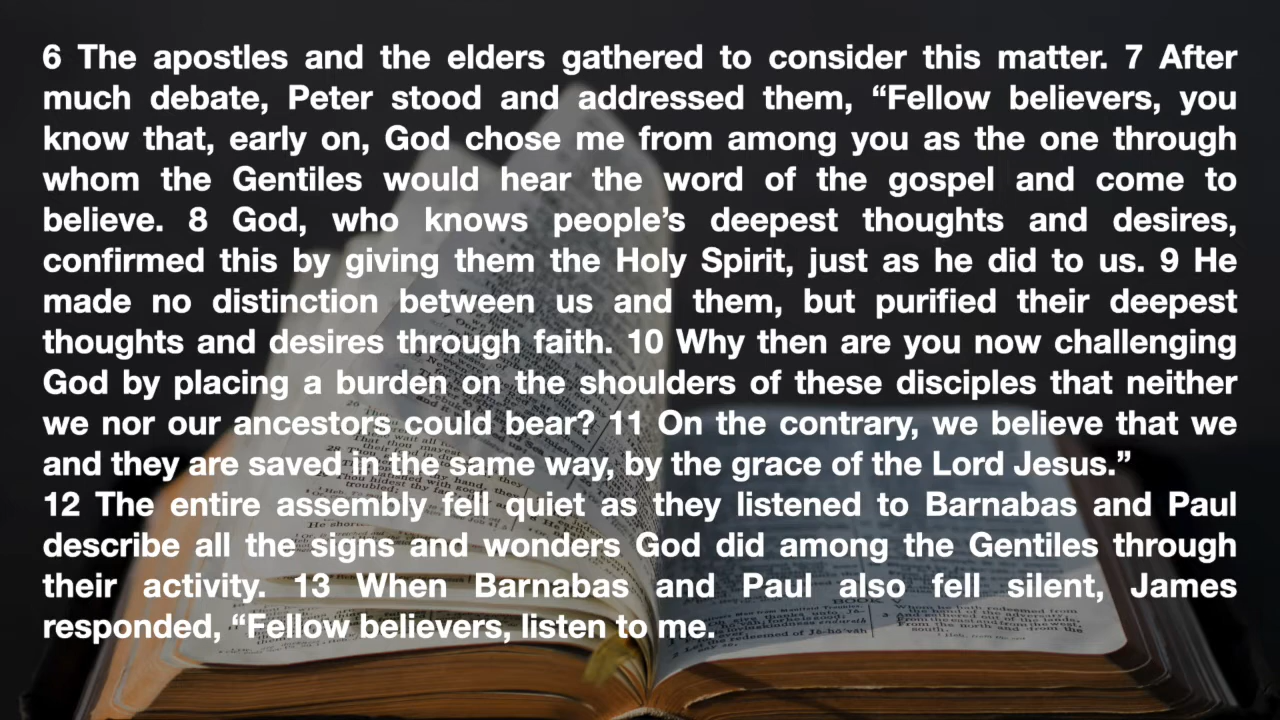 6 The apostles and the elders gathered to consider this matter. 7 After
much debate, Peter stood and addressed them, “Fellow believers, you
know that, early on, God chose me from among you as the one through
whom the Gentiles would hear the word of the gospel and come to
believe. 8 God, who knows people’s deepest thoughts and desires,
confirmed this by giving them the Holy Spirit, just as he did to us. 9 He
made no distinction between us and them, but purified their deepest
thoughts and desires through faith. 10 Why then are you now challenging
God by placing a burden on the shoulders of these disciples that neither
we nor our ancestors could bear? 11 On the contrary, we believe that we
and they are saved in the same way, by the grace of the Lord Jesus.”
12 The entire assembly fell quiet as they listened to Barnabas and Paul
describe all the signs and wonders God did among the Gentiles through
their activity. 13 When Barnabas and Paul also fell silent, James
responded, “Fellow believers, listen to me.